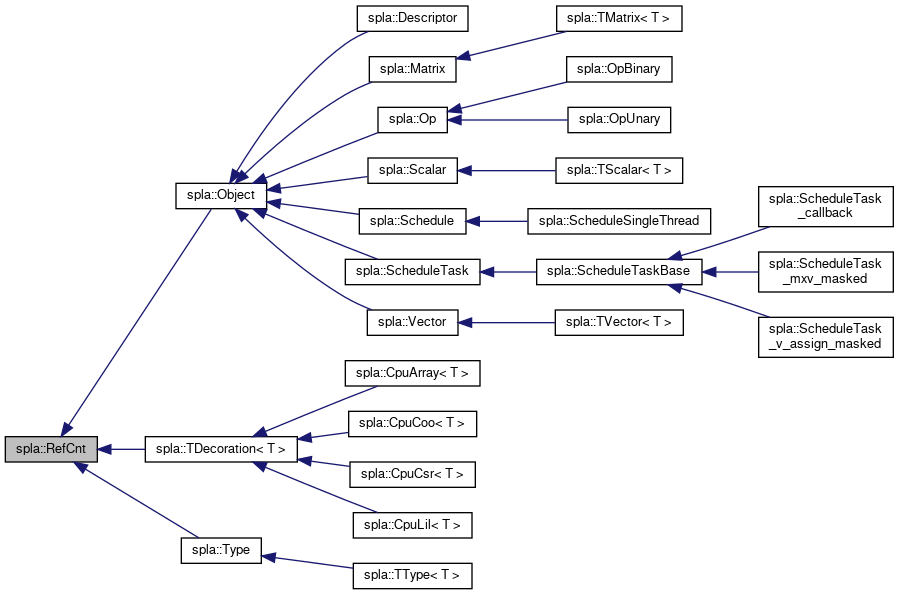 spla::Descriptor
spla::TMatrix< T >
spla::Matrix
spla::OpBinary
spla::Op
spla::OpUnary
spla::Scalar
spla::TScalar< T >
spla::Object
spla::Schedule
spla::ScheduleSingleThread
spla::ScheduleTask
_callback
spla::ScheduleTask
spla::ScheduleTaskBase
spla::ScheduleTask
_mxv_masked
spla::Vector
spla::TVector< T >
spla::ScheduleTask
_v_assign_masked
spla::CpuArray< T >
spla::CpuCoo< T >
spla::RefCnt
spla::TDecoration< T >
spla::CpuCsr< T >
spla::CpuLil< T >
spla::Type
spla::TType< T >